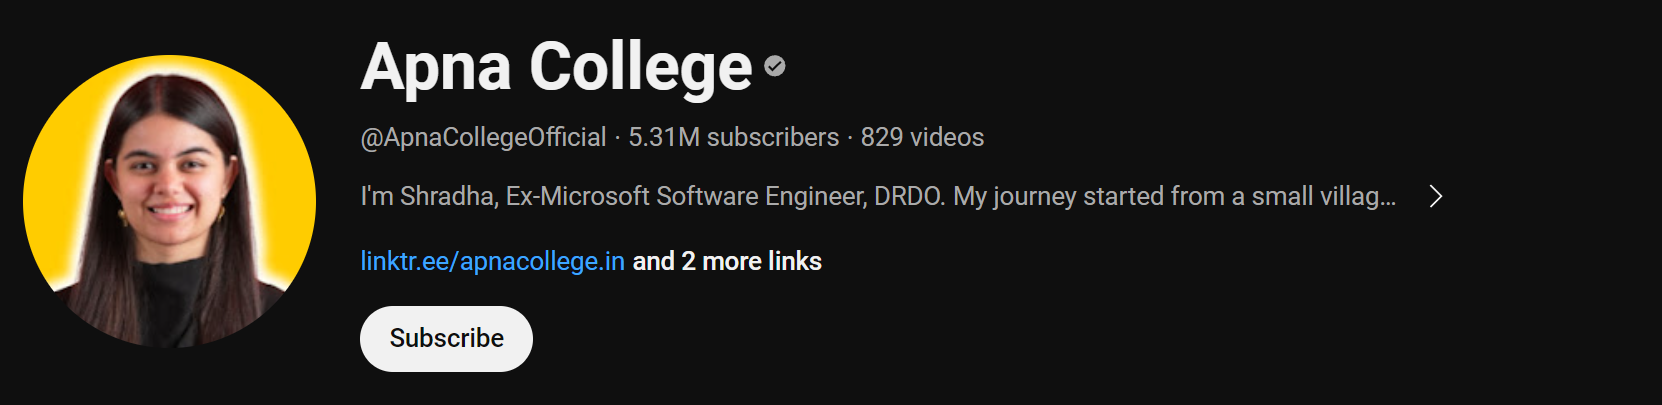 Apna College
@ApnaCollegeOfficial · 5.31M subscribers · 829 videos
I'm Shradha, Ex-Microsoft Software Engineer, DRDO. My journey started from a small villag...
linktr.ee/apnacollege.in and 2 more links
Subscribe